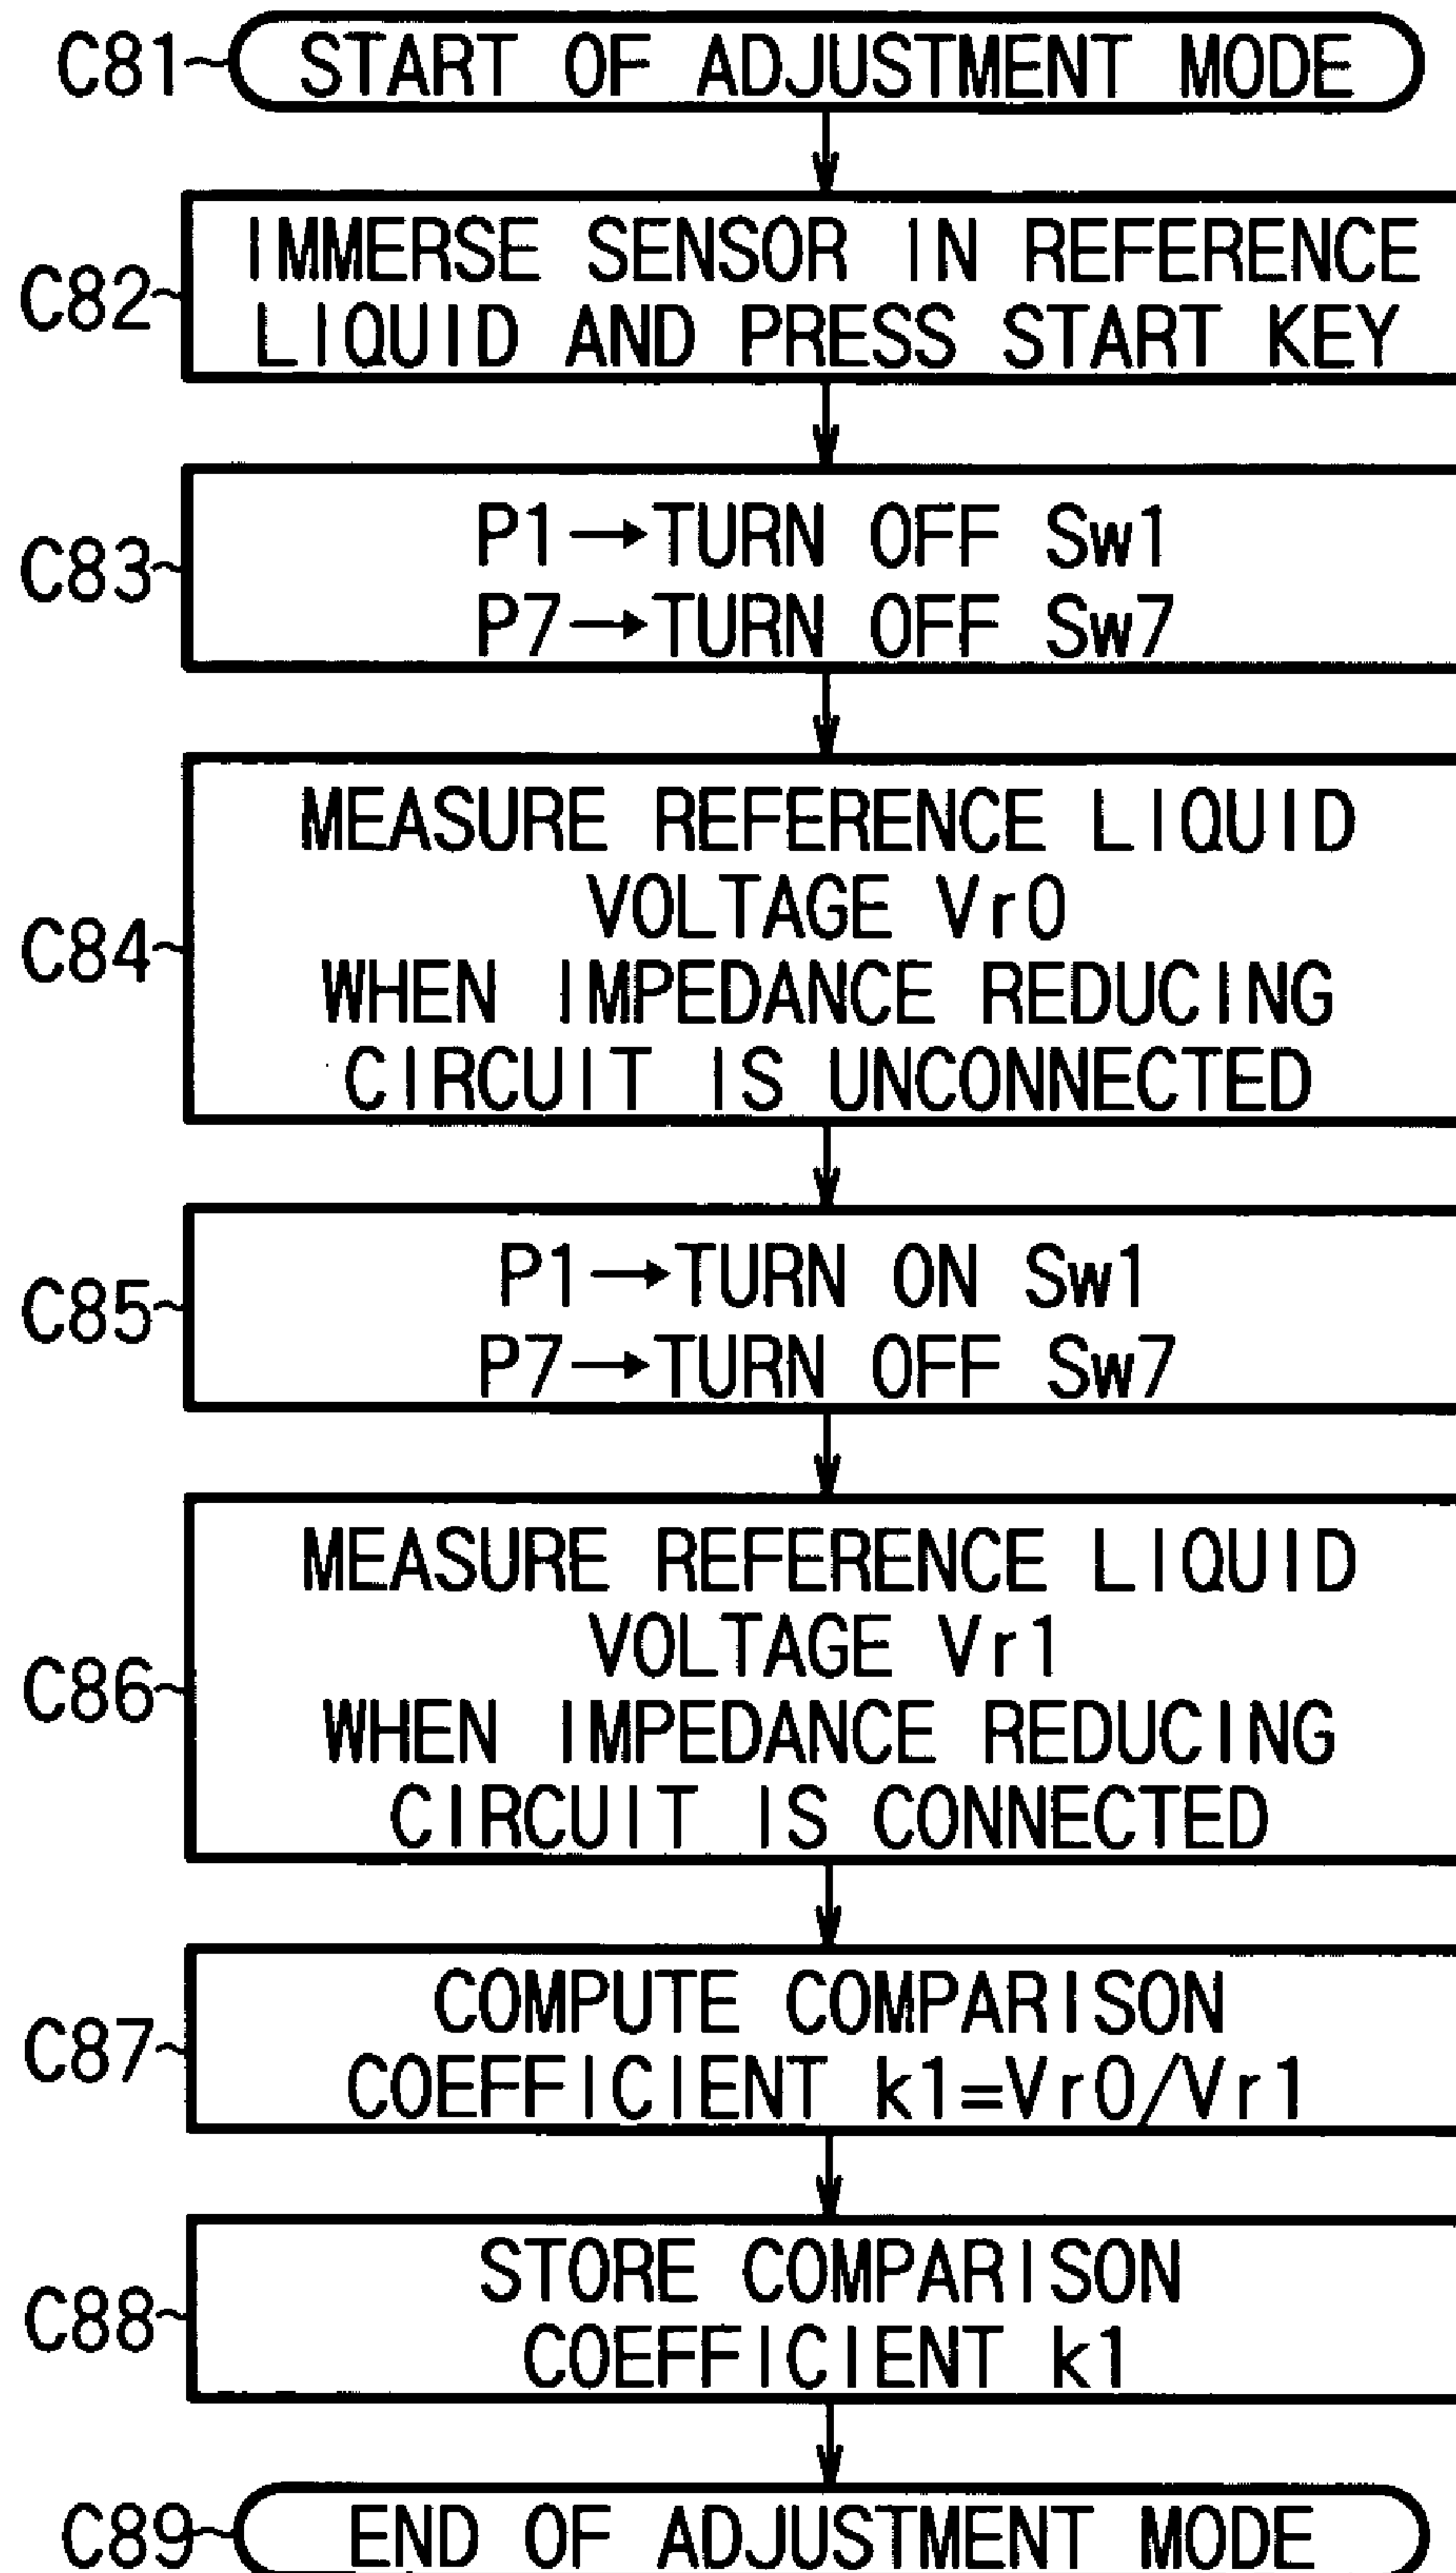 C81
START OF ADJUSTMENT MODE
C82
IMMERSE SENSOR IN REFERENCE
LIQUID AND PRESS START KEY
C83
P1→TURN OFF Sw1
P7→TURN OFF Sw7
C84
MEASURE REFERENCE LIQUID
VOLTAGE Vr0
WHEN IMPEDANCE REDUCING
CIRCUIT IS UNCONNECTED
C85
P1→TURN ON Sw1
P7→TURN OFF Sw7
C86
MEASURE REFERENCE LIQUID
VOLTAGE Vr1
WHEN IMPEDANCE REDUCING
CIRCUIT IS CONNECTED
C87
COMPUTE COMPARISON
COEFFICIENT k1=Vr0/Vr1
C88
STORE COMPARISON
COEFFICIENT k1
C89
END OF ADJUSTMENT MODE